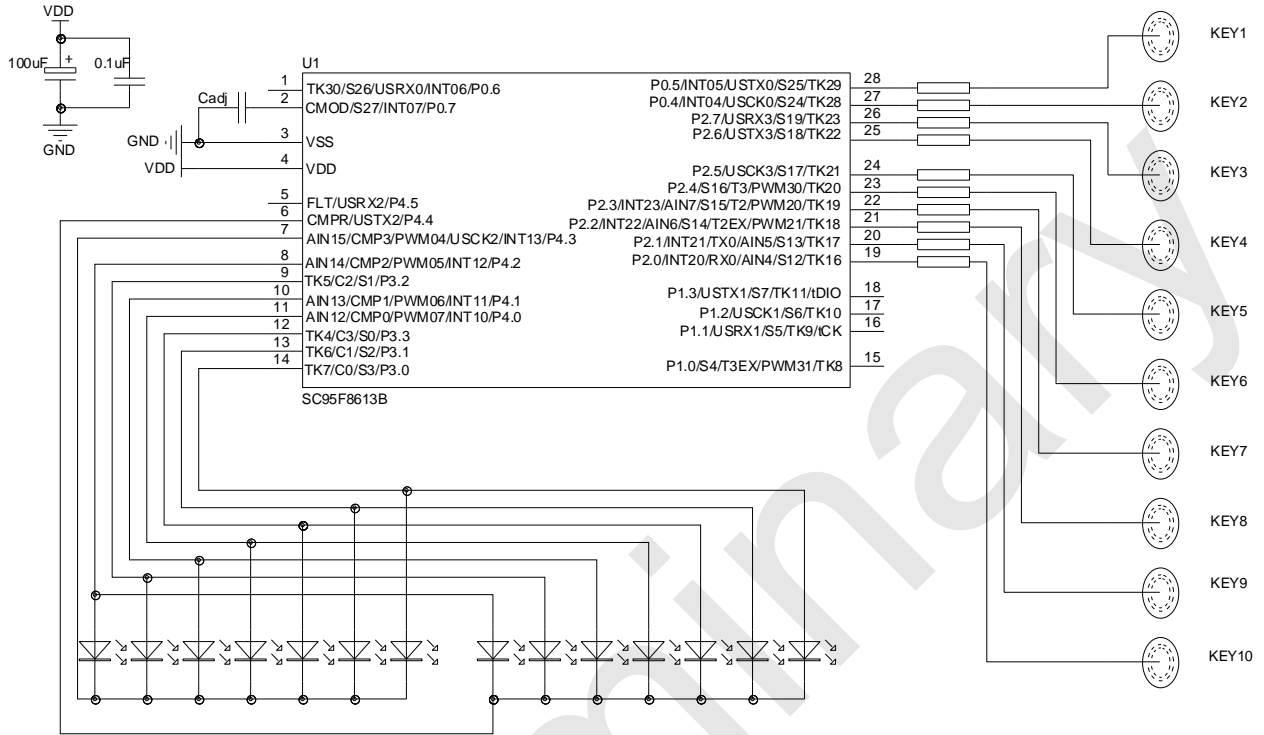 VDD
100uF
+
0.1uF
GND
U1
Cadj
GND
VDD
1
TK30/S26/USRX0/INT06/P0.6
2
CMOD/S27/INT07/P0.7
3
VSS
4
VDD
5
FLT/USRX2/P4.5
6
CMPR/USTX2/P4.4
7
AIN15/CMP3/PWM04/USCK2/INT13/P4.3
8
AIN14/CMP2/PWM05/INT12/P4.2
9
TK5/C2/S1/P3.2
10
AIN13/CMP1/PWM06/INT11/P4.1
11
AIN12/CMP0/PWM07/INT10/P4.0
12
TK4/C3/S0/P3.3
13
TK6/C1/S2/P3.1
14
TK7/C0/S3/P3.0
P0.5/INT05/USTX0/S25/TK29
28
P0.4/INT04/USCK0/S24/TK28
27
P2.7/USRX3/S19/TK23
26
P2.6/USTX3/S18/TK22
25
P2.5/USCK3/S17/TK21
24
P2.4/S16/T3/PWM30/TK20
23
P2.3/INT23/AIN7/S15/T2/PWM20/TK19
22
P2.2/INT22/AIN6/S14/T2EX/PWM21/TK18
21
P2.1/INT21/TX0/AIN5/S13/TK17
20
P2.0/INT20/RX0/AIN4/S12/TK16
19
P1.3/USTX1/S7/TK11/tDIO
18
P1.2/USCK1/S6/TK10
17
P1.1/USRX1/S5/TK9/tCK
16
P1.0/S4/T3EX/PWM31/TK8
15
SC95F8613B
KEY1
KEY2
KEY3
KEY4
KEY5
KEY6
KEY7
KEY8
KEY9
KEY10
minary